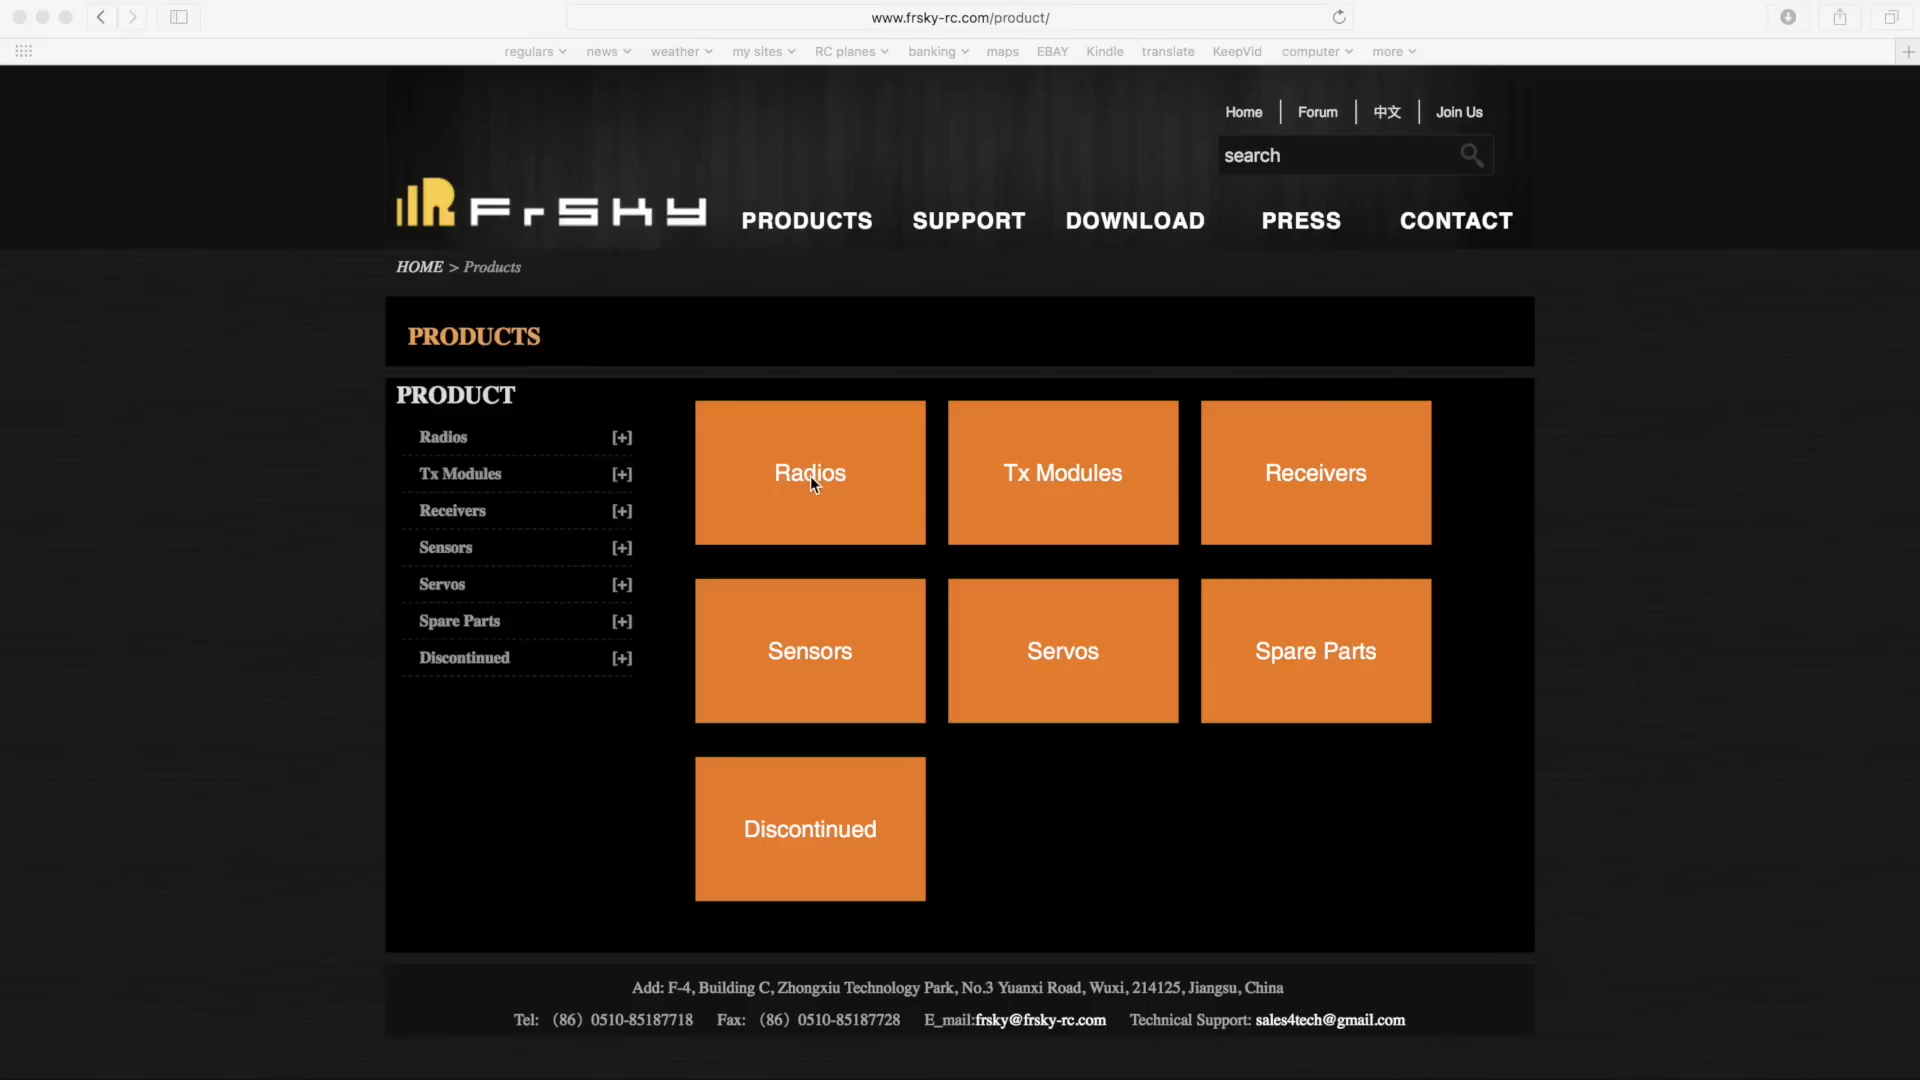 www.frsky-rc.com/product/
regulars news weather my sites RC planes banking maps EBAY Kindle translate KeepVid computer more
Home Forum 中文 Join Us
search
FrSKY
PRODUCTS SUPPORT DOWNLOAD PRESS CONTACT
HOME > Products
PRODUCTS
PRODUCT
Radios [+]
Tx Modules [+]
Receivers [+]
Sensors [+]
Servos [+]
Spare Parts [+]
Discontinued [+]
Radios Tx Modules Receivers
Sensors Servos Spare Parts
Discontinued
Add: F-4, Building C, Zhongxiu Technology Park, No.3 Yuanxi Road, Wuxi, 214125, Jiangsu, China
Tel: （86）0510-85187718 Fax: （86）0510-85187728 E_mail:frsky@frsky-rc.com Technical Support: sales4tech@gmail.com